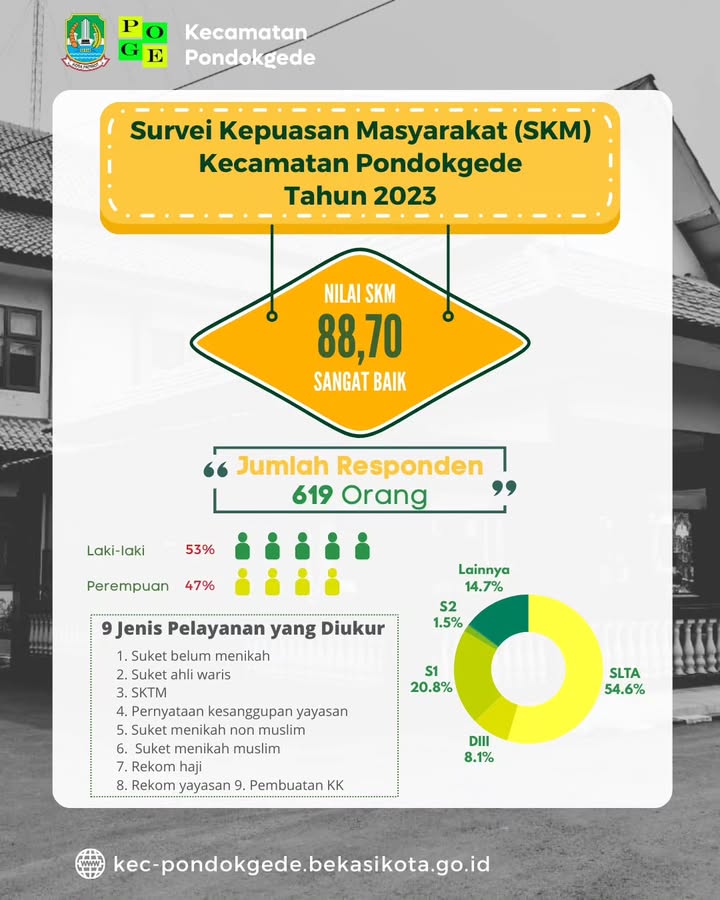 P O
G E
Kecamatan
Pondokgede
Survei Kepuasan Masyarakat (SKM)
Kecamatan Pondokgede
Tahun 2023
NILAI SKM
88,70
SANGAT BAIK
“ Jumlah Responden
619 Orang ”
Laki-laki 53%
Perempuan 47%
9 Jenis Pelayanan yang Diukur
1. Suket belum menikah
2. Suket ahli waris
3. SKTM
4. Pernyataan kesanggupan yayasan
5. Suket menikah non muslim
6. Suket menikah muslim
7. Rekom haji
8. Rekom yayasan 9. Pembuatan KK
Lainnya
14.7%
S2
1.5%
S1
20.8%
SLTA
54.6%
DIII
8.1%
kec-pondokgede.bekasikota.go.id